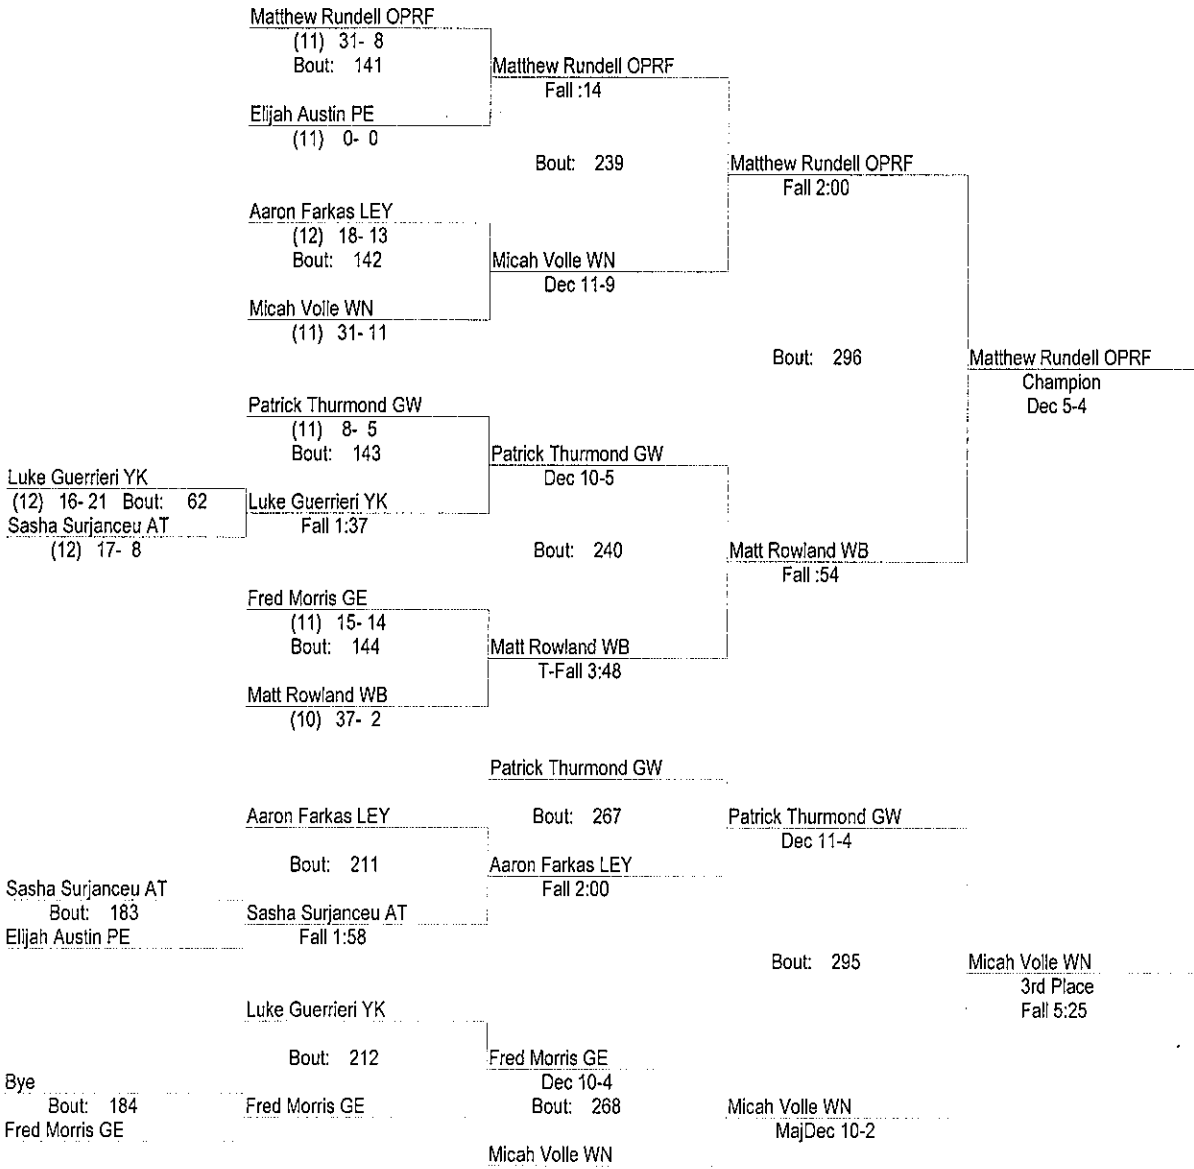 Matthew Rundell OPRF
(11) 31- 8
Bout: 141
Matthew Rundell OPRF
Fall :14
Elijah Austin PE
(11) 0- 0
Bout: 239
Matthew Rundell OPRF
Fall 2:00
Aaron Farkas LEY
(12) 18- 13
Bout: 142
Micah Volle WN
Dec 11-9
Micah Volle WN
(11) 31- 11
Bout: 296
Matthew Rundell OPRF
Champion
Dec 5-4
Patrick Thurmond GW
(11) 8- 5
Bout: 143
Patrick Thurmond GW
Dec 10-5
Luke Guerrieri YK
(12) 16- 21 Bout: 62
Luke Guerrieri YK
Fall 1:37
Sasha Surjanceu AT
(12) 17- 8
Bout: 240
Matt Rowland WB
Fall :54
Fred Morris GE
(11) 15- 14
Bout: 144
Matt Rowland WB
T-Fall 3:48
Matt Rowland WB
(10) 37- 2
Patrick Thurmond GW
Bout: 267
Patrick Thurmond GW
Dec 11-4
Aaron Farkas LEY
Bout: 211
Aaron Farkas LEY
Fall 2:00
Sasha Surjanceu AT
Bout: 183
Sasha Surjanceu AT
Fall 1:58
Elijah Austin PE
Bout: 295
Micah Volle WN
3rd Place
Fall 5:25
Luke Guerrieri YK
Bout: 212
Fred Morris GE
Dec 10-4
Bye
Bout: 184
Fred Morris GE
Bout: 268
Micah Volle WN
MajDec 10-2
Fred Morris GE
Micah Volle WN